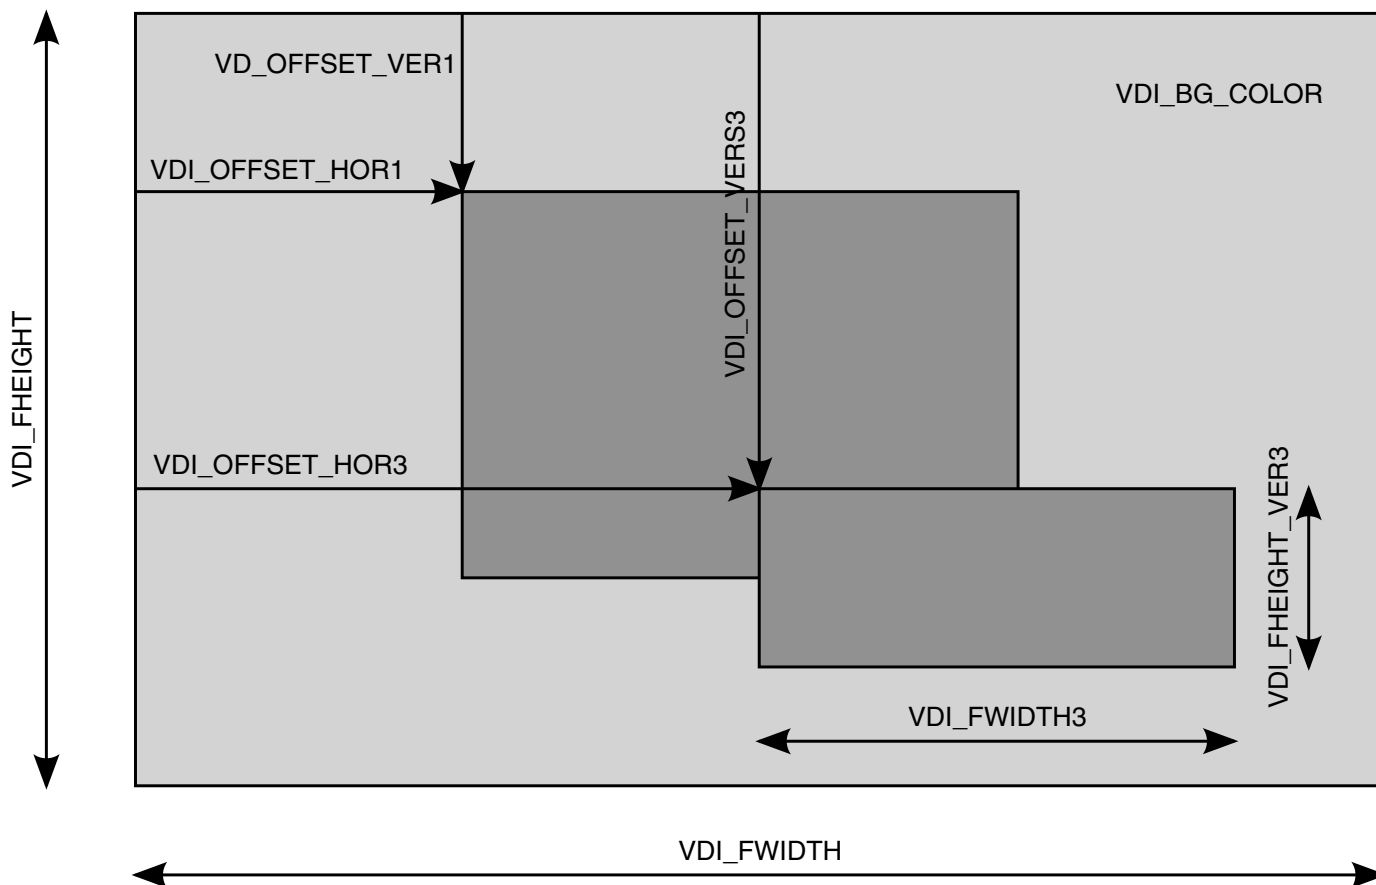 VD_OFFSET_VER1
VDI_BG_COLOR
VDI_OFFSET_HOR1
VDI_OFFSET_VERS3
VDI_FHEIGHT
VDI_OFFSET_HOR3
VDI_FHEIGHT_VER3
VDI_FWIDTH3
VDI_FWIDTH